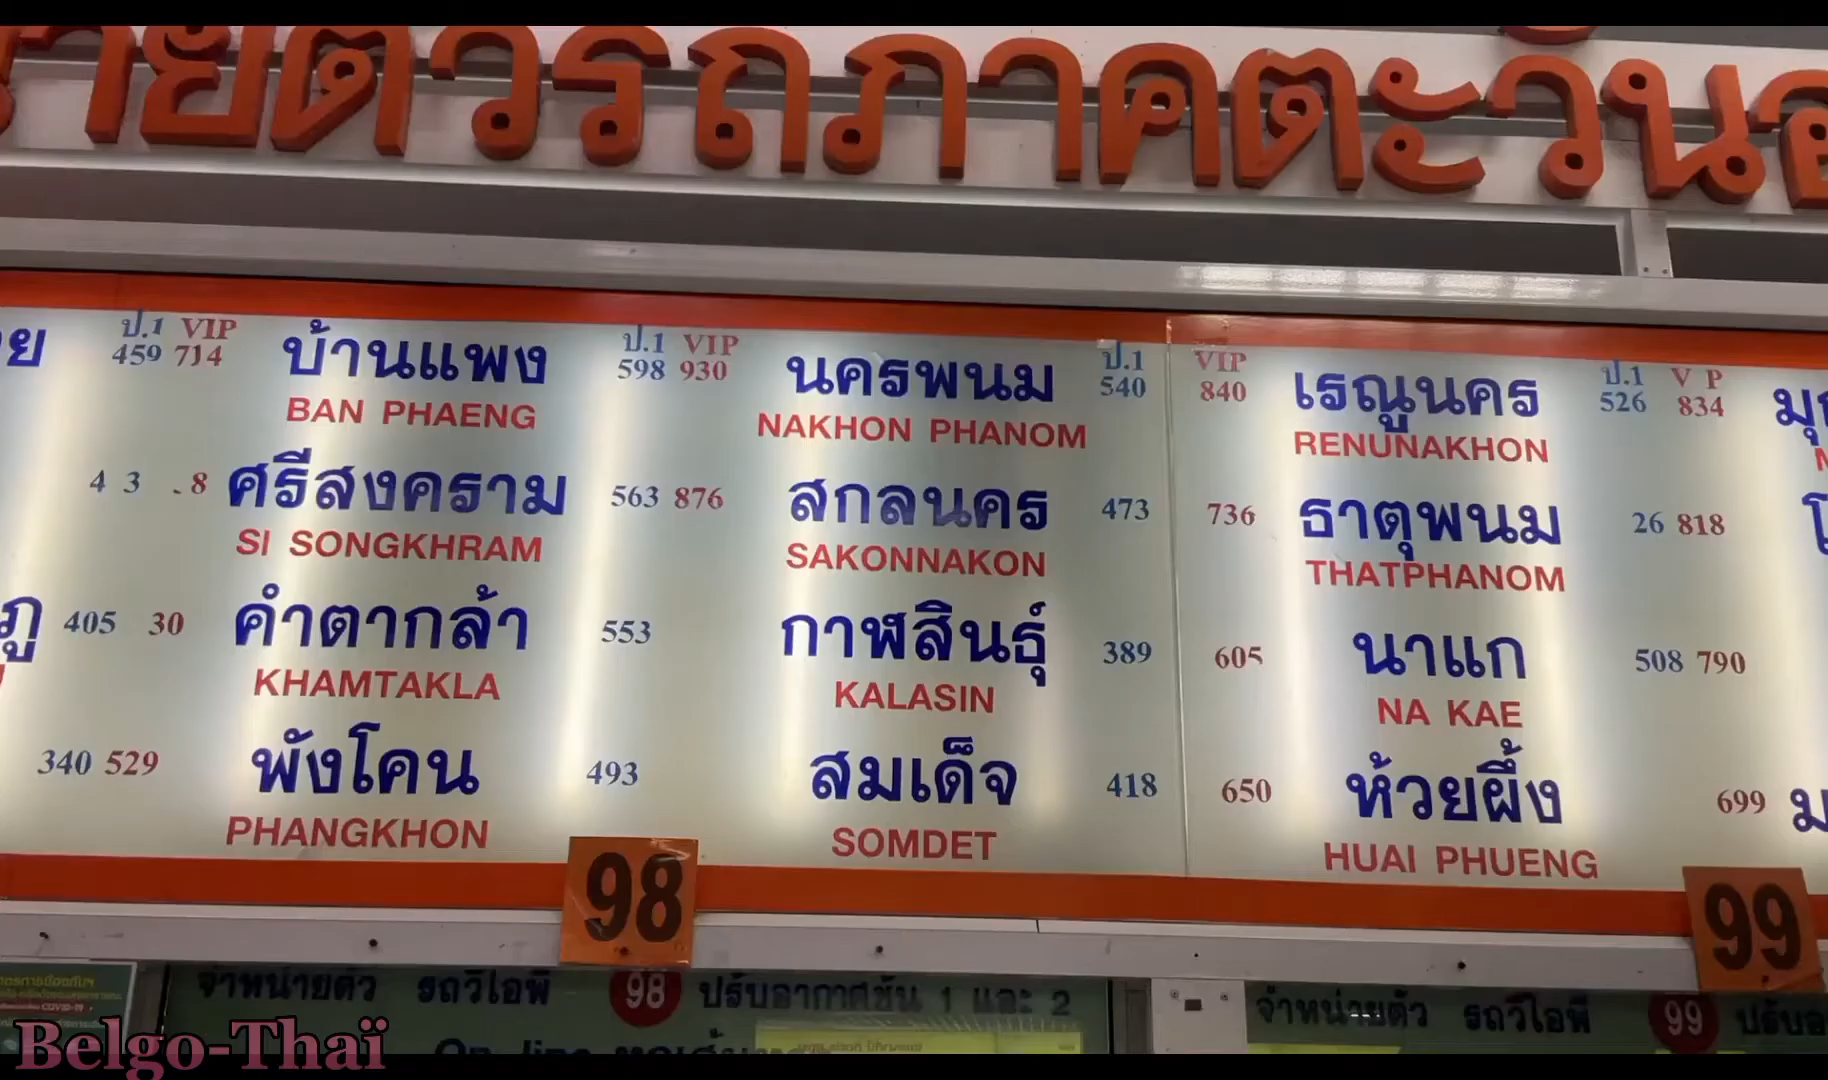 ายตั๋วรถภาคตะวันอ
ย ป.1 VIP บ้านแพง ป.1 VIP นครพนม ป.1 VIP เรณูนคร ป.1 V P มุ
459 714 598 930 540 840 526 834
BAN PHAENG NAKHON PHANOM RENUNAKHON
4 3 8 ศรีสงคราม 563 876 สกลนคร 473 736 ธาตุพนม 26 818
SI SONGKHRAM SAKONNAKON THATPHANOM
ภู 405 30 คำตากล้า 553 กาฬสินธุ์ 389 605 นาแก 508 790
KHAMTAKLA KALASIN NA KAE
340 529 พังโคน 493 สมเด็จ 418 650 ห้วยผึ้ง 699 ม
PHANGKHON SOMDET HUAI PHUENG
98 99
จำหน่ายตั๋ว รถวีไอพี 98 ปรับอากาศชั้น 1 และ 2 จำหน่ายตั๋ว รถวีไอพี 99 ปรับอ
COVID-19
On line
Belgo-Thaï